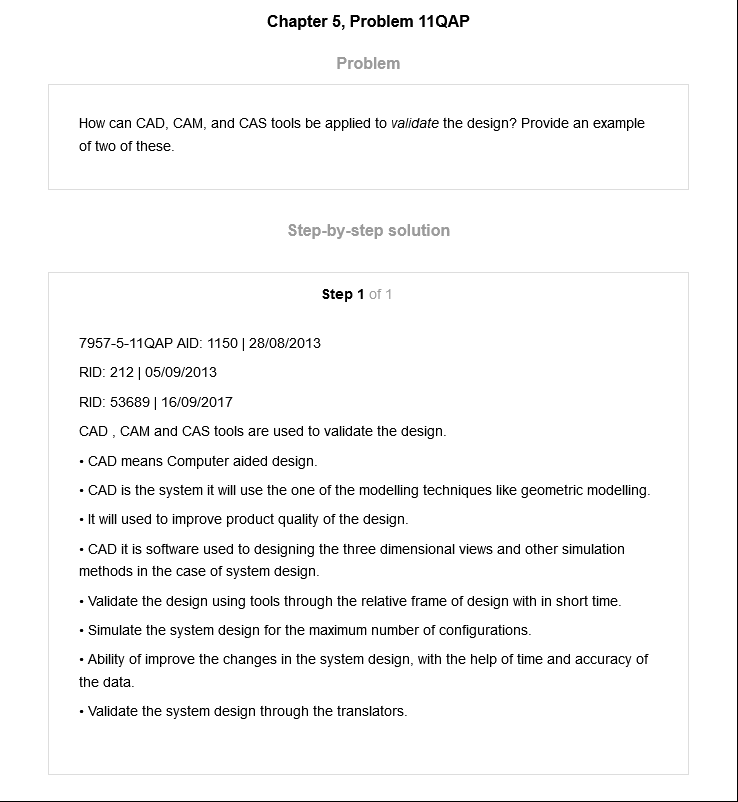 Chapter 5, Problem 11QAP
Problem
How can CAD, CAM, and CAS tools be applied to validate the design? Provide an example
of two of these.
Step-by-step solution
Step 1 of 1
7957-5-11QAP AID: 1150 | 28/08/2013
RID: 212 | 05/09/2013
RID: 53689 | 16/09/2017
CAD , CAM and CAS tools are used to validate the design.
• CAD means Computer aided design.
• CAD is the system it will use the one of the modelling techniques like geometric modelling.
• It will used to improve product quality of the design.
• CAD it is software used to designing the three dimensional views and other simulation
methods in the case of system design.
• Validate the design using tools through the relative frame of design with in short time.
• Simulate the system design for the maximum number of configurations.
• Ability of improve the changes in the system design, with the help of time and accuracy of
the data.
• Validate the system design through the translators.